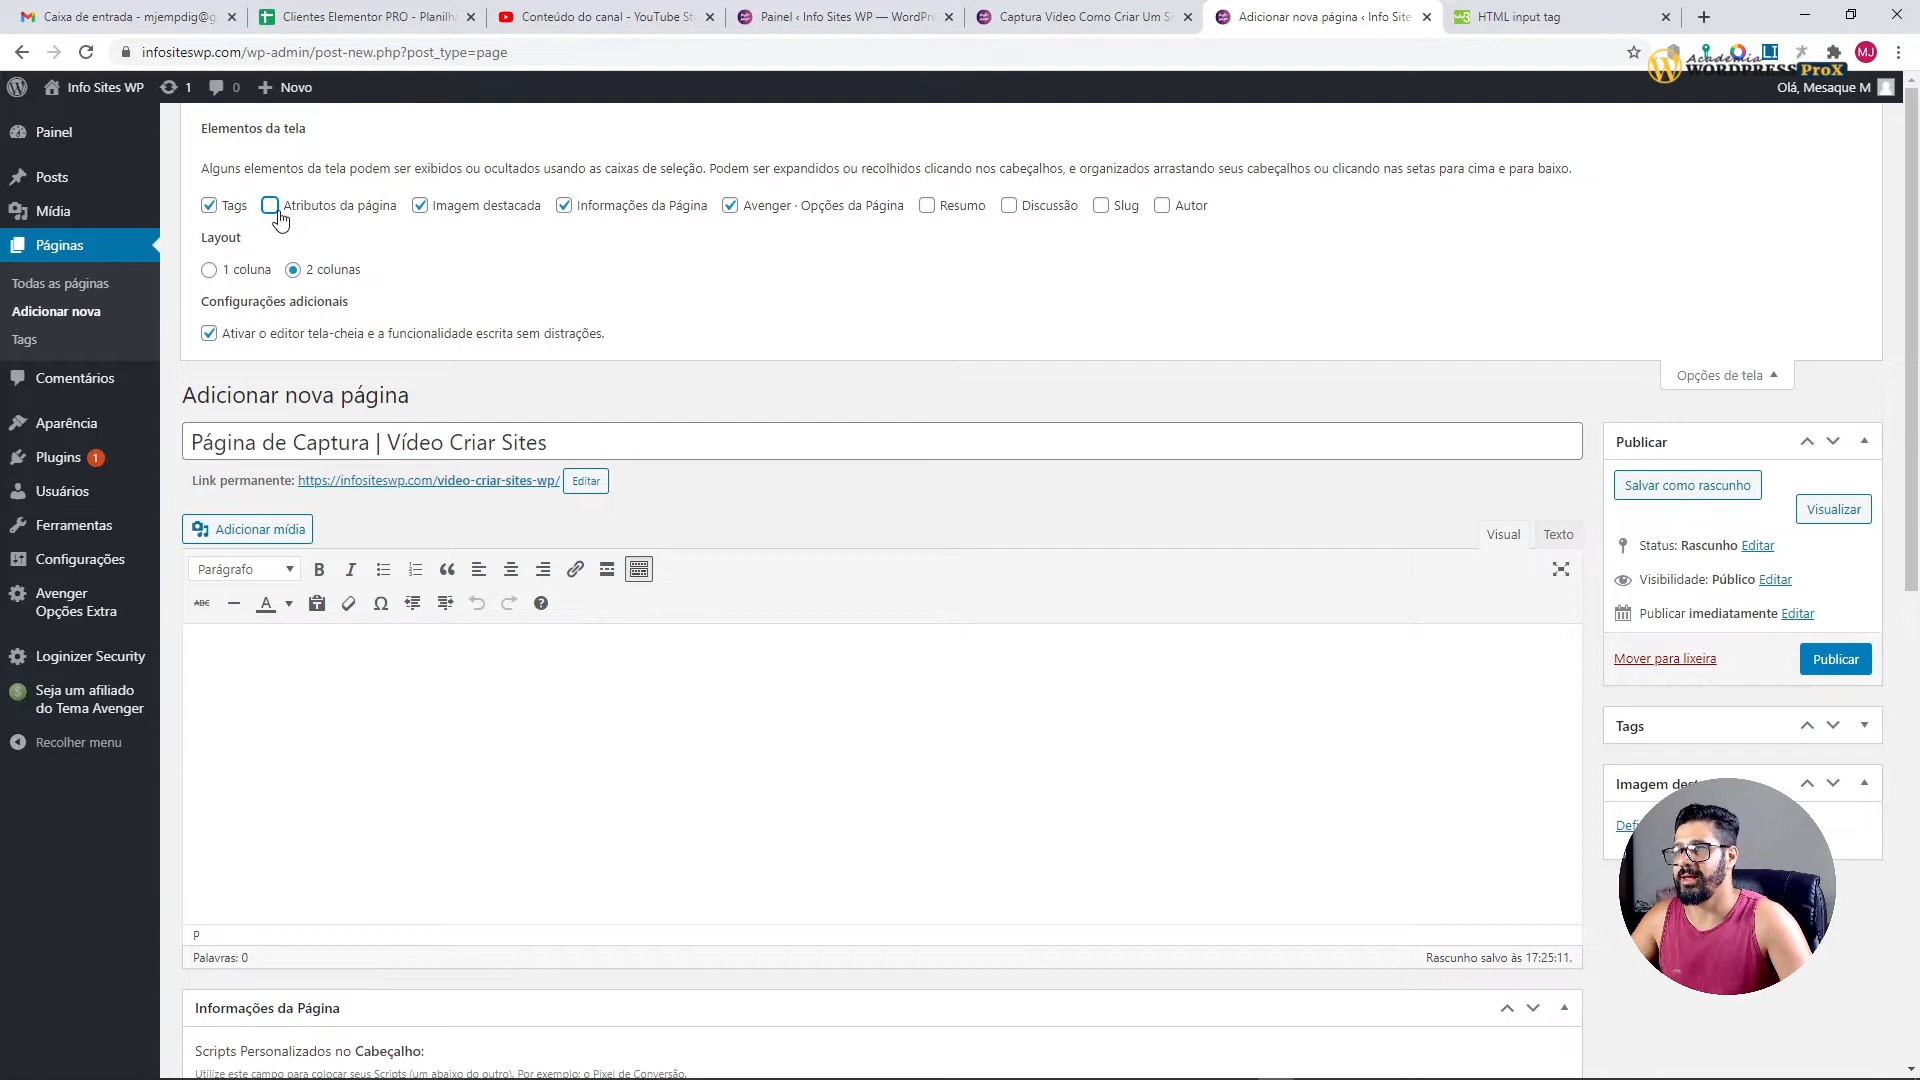 Caixa de entrada - mjempdig@g
Clientes Elementor PRO - Planilha
Conteúdo do canal - YouTube St
Painel ‹ Info Sites WP — WordPr
Captura Video Como Criar Um S
Adicionar nova página ‹ Info Site
HTML input tag
infositeswp.com/wp-admin/post-new.php?post_type=page
MJ
Academia
WORDPRESS ProX
Info Sites WP
1
0
Novo
Olá, Mesaque M
Painel
Posts
Mídia
Páginas
Todas as páginas
Adicionar nova
Tags
Comentários
Aparência
Plugins 1
Usuários
Ferramentas
Configurações
Avenger
Opções Extra
Loginizer Security
Seja um afiliado
do Tema Avenger
Recolher menu
Elementos da tela
Alguns elementos da tela podem ser exibidos ou ocultados usando as caixas de seleção. Podem ser expandidos ou recolhidos clicando nos cabeçalhos, e organizados arrastando seus cabeçalhos ou clicando nas setas para cima e para baixo.
Tags Atributos da página Imagem destacada Informações da Página Avenger · Opções da Página Resumo Discussão Slug Autor
Layout
1 coluna 2 colunas
Configurações adicionais
Ativar o editor tela-cheia e a funcionalidade escrita sem distrações.
Opções de tela
Adicionar nova página
Página de Captura | Vídeo Criar Sites
Link permanente: https://infositeswp.com/video-criar-sites-wp/ Editar
Adicionar mídia
Visual Texto
Parágrafo
B I
ABC A
P
Palavras: 0
Rascunho salvo às 17:25:11.
Informações da Página
Scripts Personalizados no Cabeçalho:
Utilize este campo para colocar seus Scripts (um abaixo do outro). Por exemplo: o Pixel de Conversão.
Publicar
Salvar como rascunho
Visualizar
Status: Rascunho Editar
Visibilidade: Público Editar
Publicar imediatamente Editar
Mover para lixeira
Publicar
Tags
Imagem des
Defi